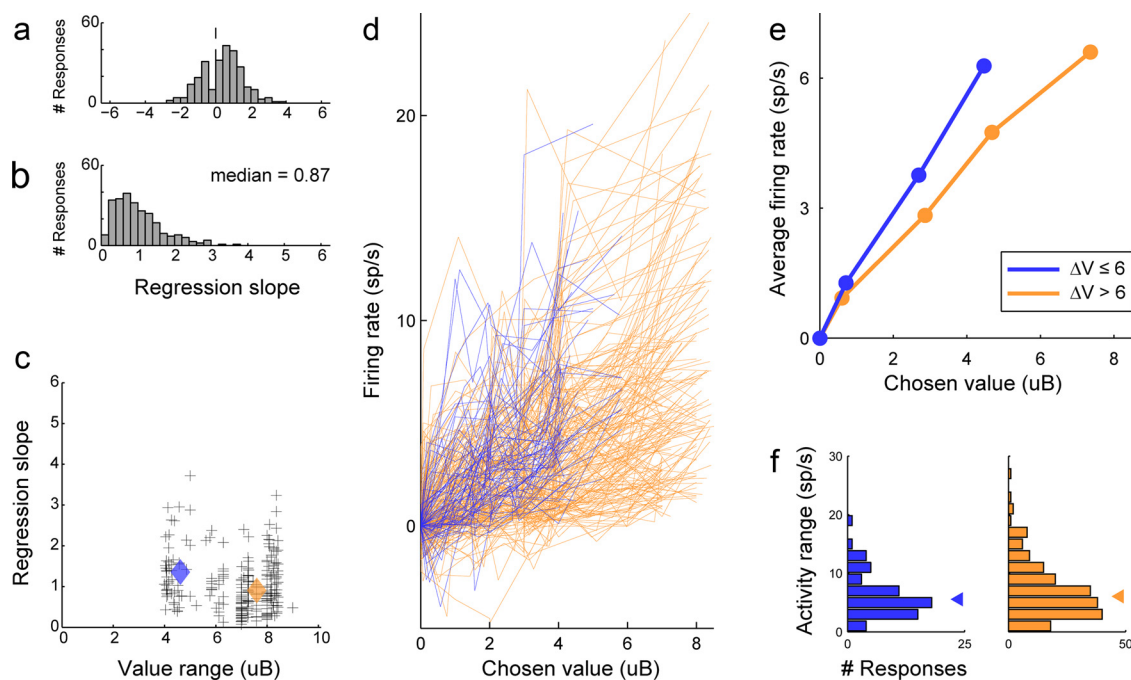 a
60
# Responses
0
−6 −4 −2 0 2 4 6
b
60
# Responses
median = 0.87
0
0 1 2 3 4 5 6
Regression slope
c
6
5
4
3
2
1
0
Regression slope
0 2 4 6 8 10
Value range (uB)
d
20
10
0
Firing rate (sp/s)
0 2 4 6 8
Chosen value (uB)
e
6
3
0
Average firing rate (sp/s)
ΔV ≤ 6
ΔV > 6
0 2 4 6 8
Chosen value (uB)
f
30
20
10
0
Activity range (sp/s)
0 25
0 50
# Responses